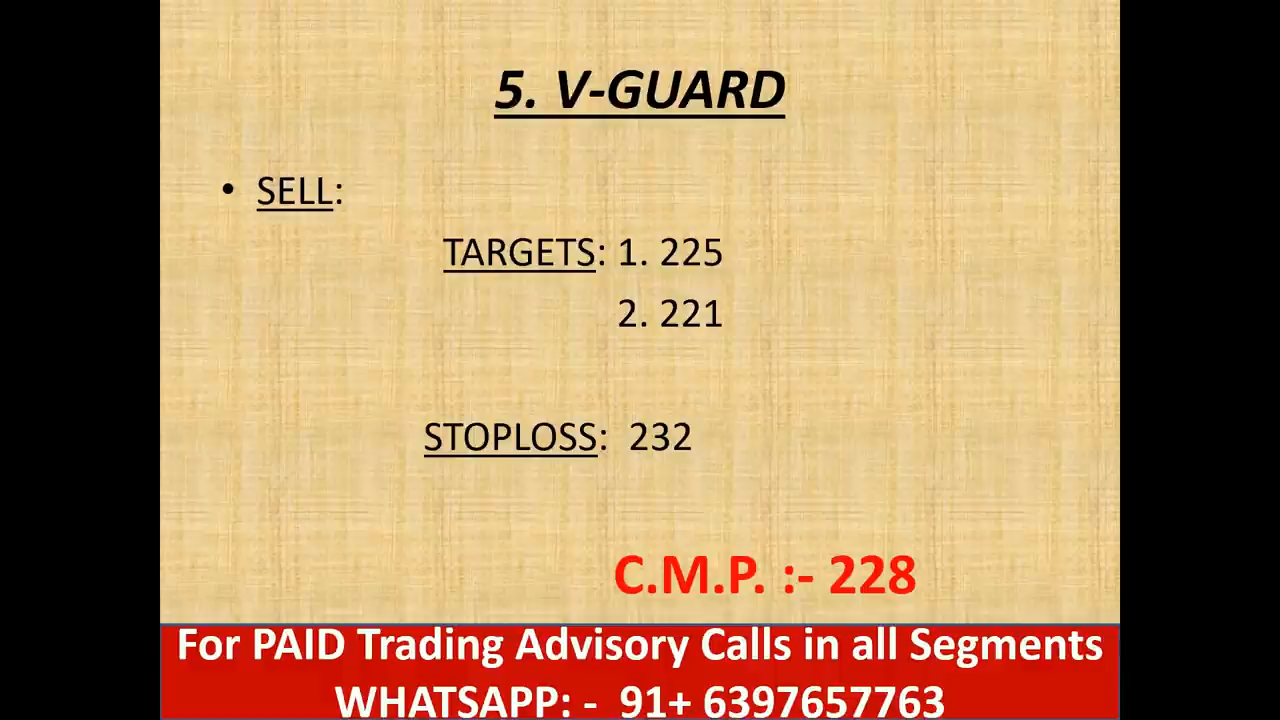 5. V-GUARD
• SELL:
TARGETS: 1. 225
2. 221
STOPLOSS: 232
C.M.P. :- 228
For PAID Trading Advisory Calls in all Segments
WHATSAPP: - 91+ 6397657763